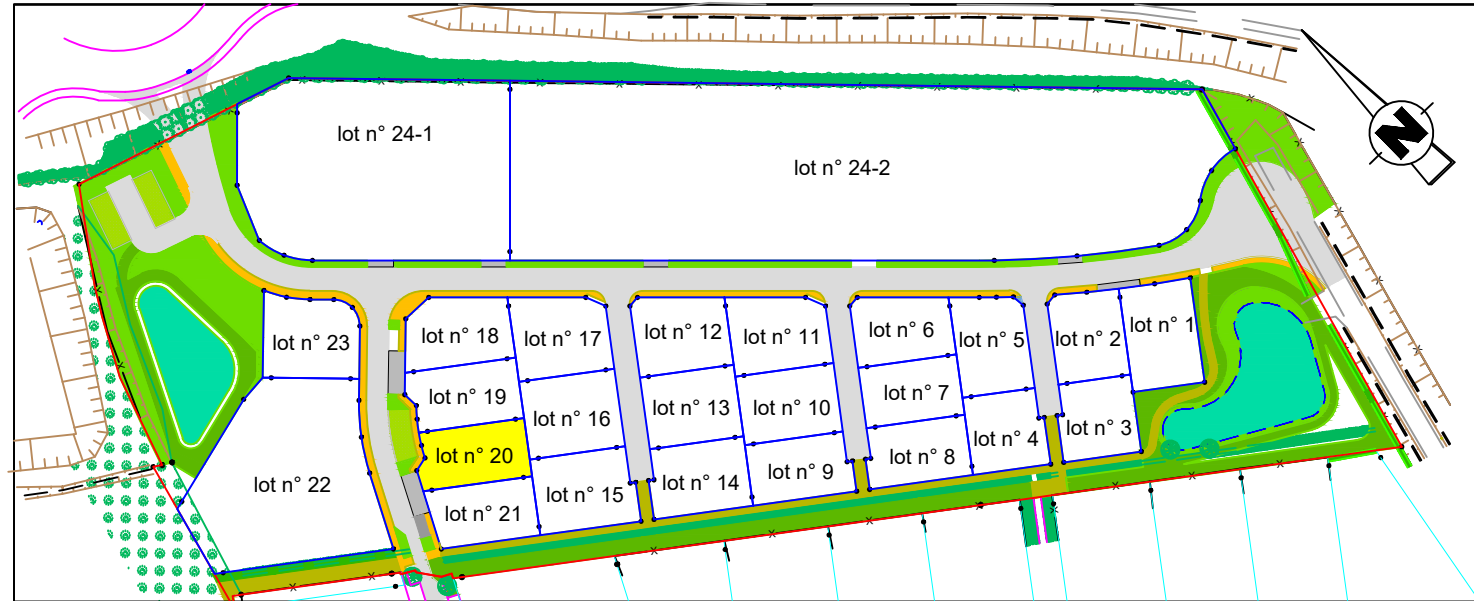 lot n° 24-1
lot n° 24-2
N
lot n° 23
lot n° 18
lot n° 17
lot n° 12
lot n° 11
lot n° 6
lot n° 5
lot n° 2
lot n° 1
lot n° 19
lot n° 16
lot n° 13
lot n° 10
lot n° 7
lot n° 4
lot n° 3
lot n° 20
lot n° 22
lot n° 21
lot n° 15
lot n° 14
lot n° 9
lot n° 8